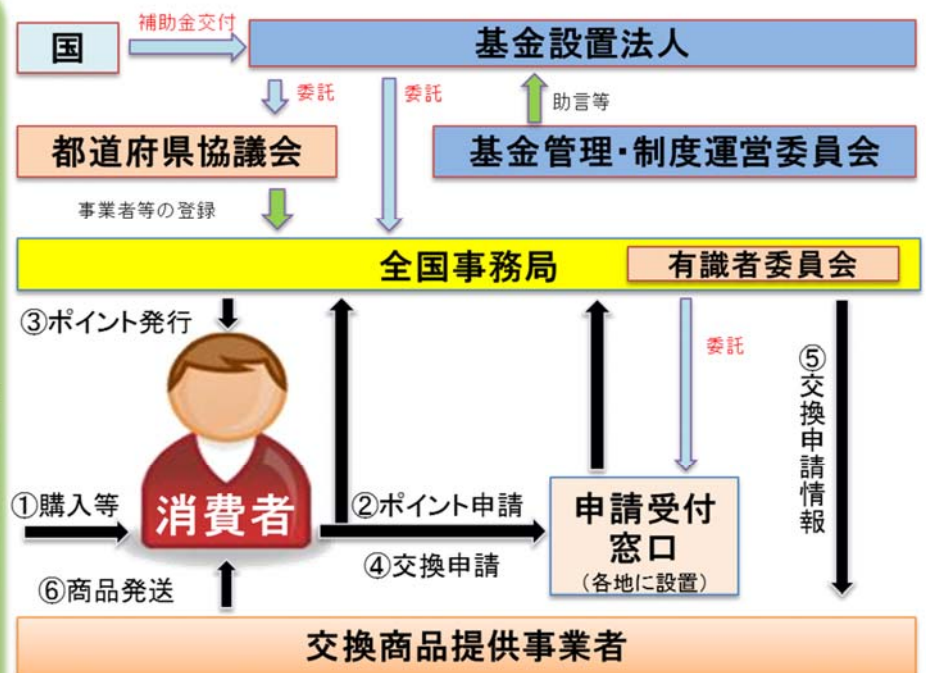 国
補助金交付
基金設置法人
委託
委託
助言等
都道府県協議会
基金管理・制度運営委員会
事業者等の登録
全国事務局
有識者委員会
③ポイント発行
委託
⑤交換申請情報
①購入等
消費者
②ポイント申請
④交換申請
申請受付
窓口
（各地に設置）
⑥商品発送
交換商品提供事業者